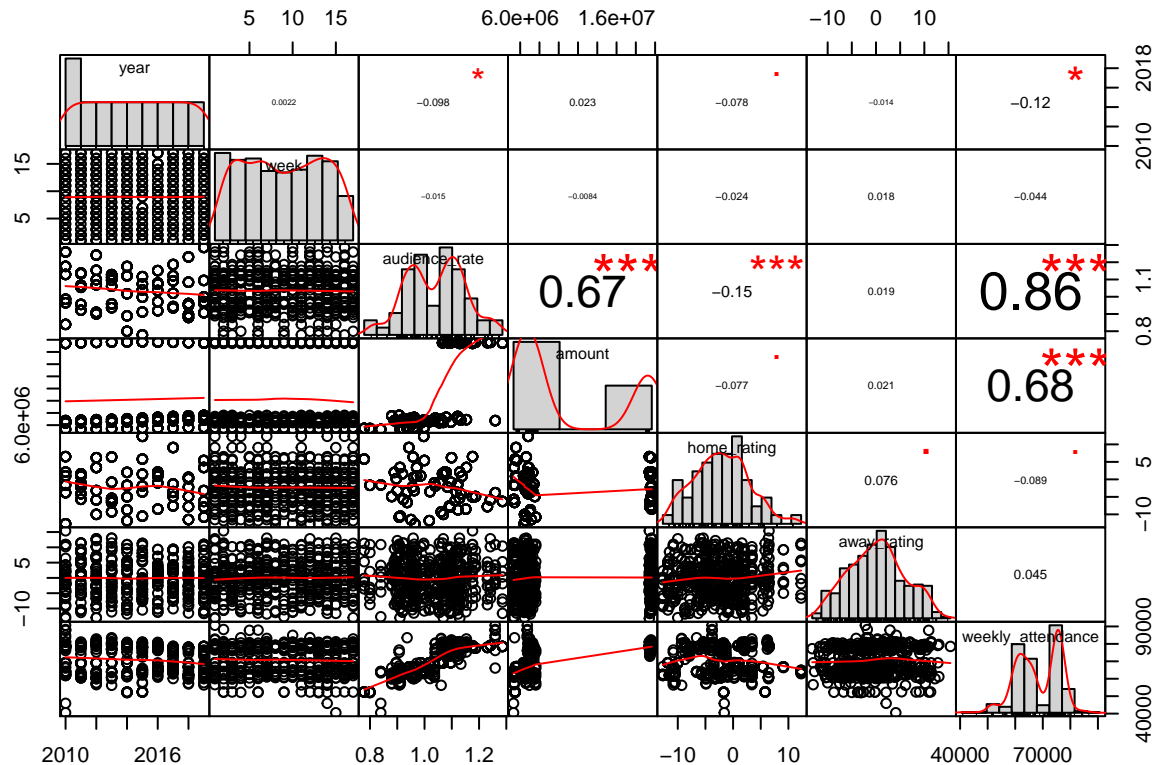 5 10 15 6.0e+06 1.6e+07 −10 0
year 0.0022 * −0.098 0.023 −0.078 −0.014 * −0.12 2010 2018
5 15 week −0.015 −0.0084 −0.024 0.018 −0.044
audience_rate *** 0.67 *** −0.15 0.019 *** 0.86 0.8 1.1
6.0e+06 amount −0.077 0.021 *** 0.68
home_rating 0.076 −0.089 −10 5
−10 5 away_rating 0.045
weekly_attendance 40000 90000
2010 2016 0.8 1.0 1.2 −10 0 10 40000 70000